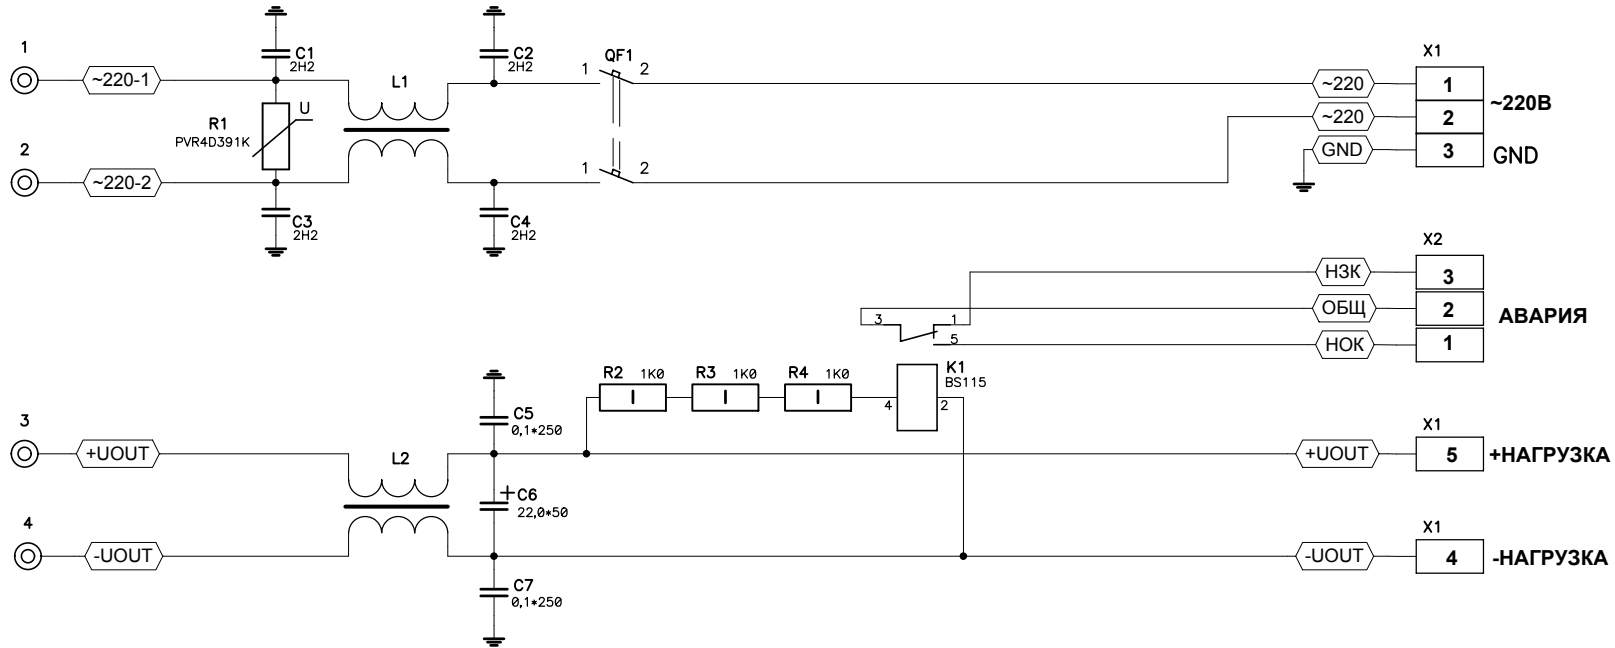 1
~220-1
C1
2H2
R1
PVR4D391K
U
2
~220-2
C3
2H2
L1
C2
2H2
C4
2H2
QF1
1
2
1
2
X1
~220
1
~220
2
~220В
GND
3
GND
X2
НЗК
3
ОБЩ
2
АВАРИЯ
НОК
1
3
1
5
K1
BS115
4
2
R2
1K0
R3
1K0
R4
1K0
3
+UOUT
L2
C5
0,1*250
+
C6
22,0*50
4
-UOUT
C7
0,1*250
X1
+UOUT
5
+НАГРУЗКА
X1
-UOUT
4
-НАГРУЗКА